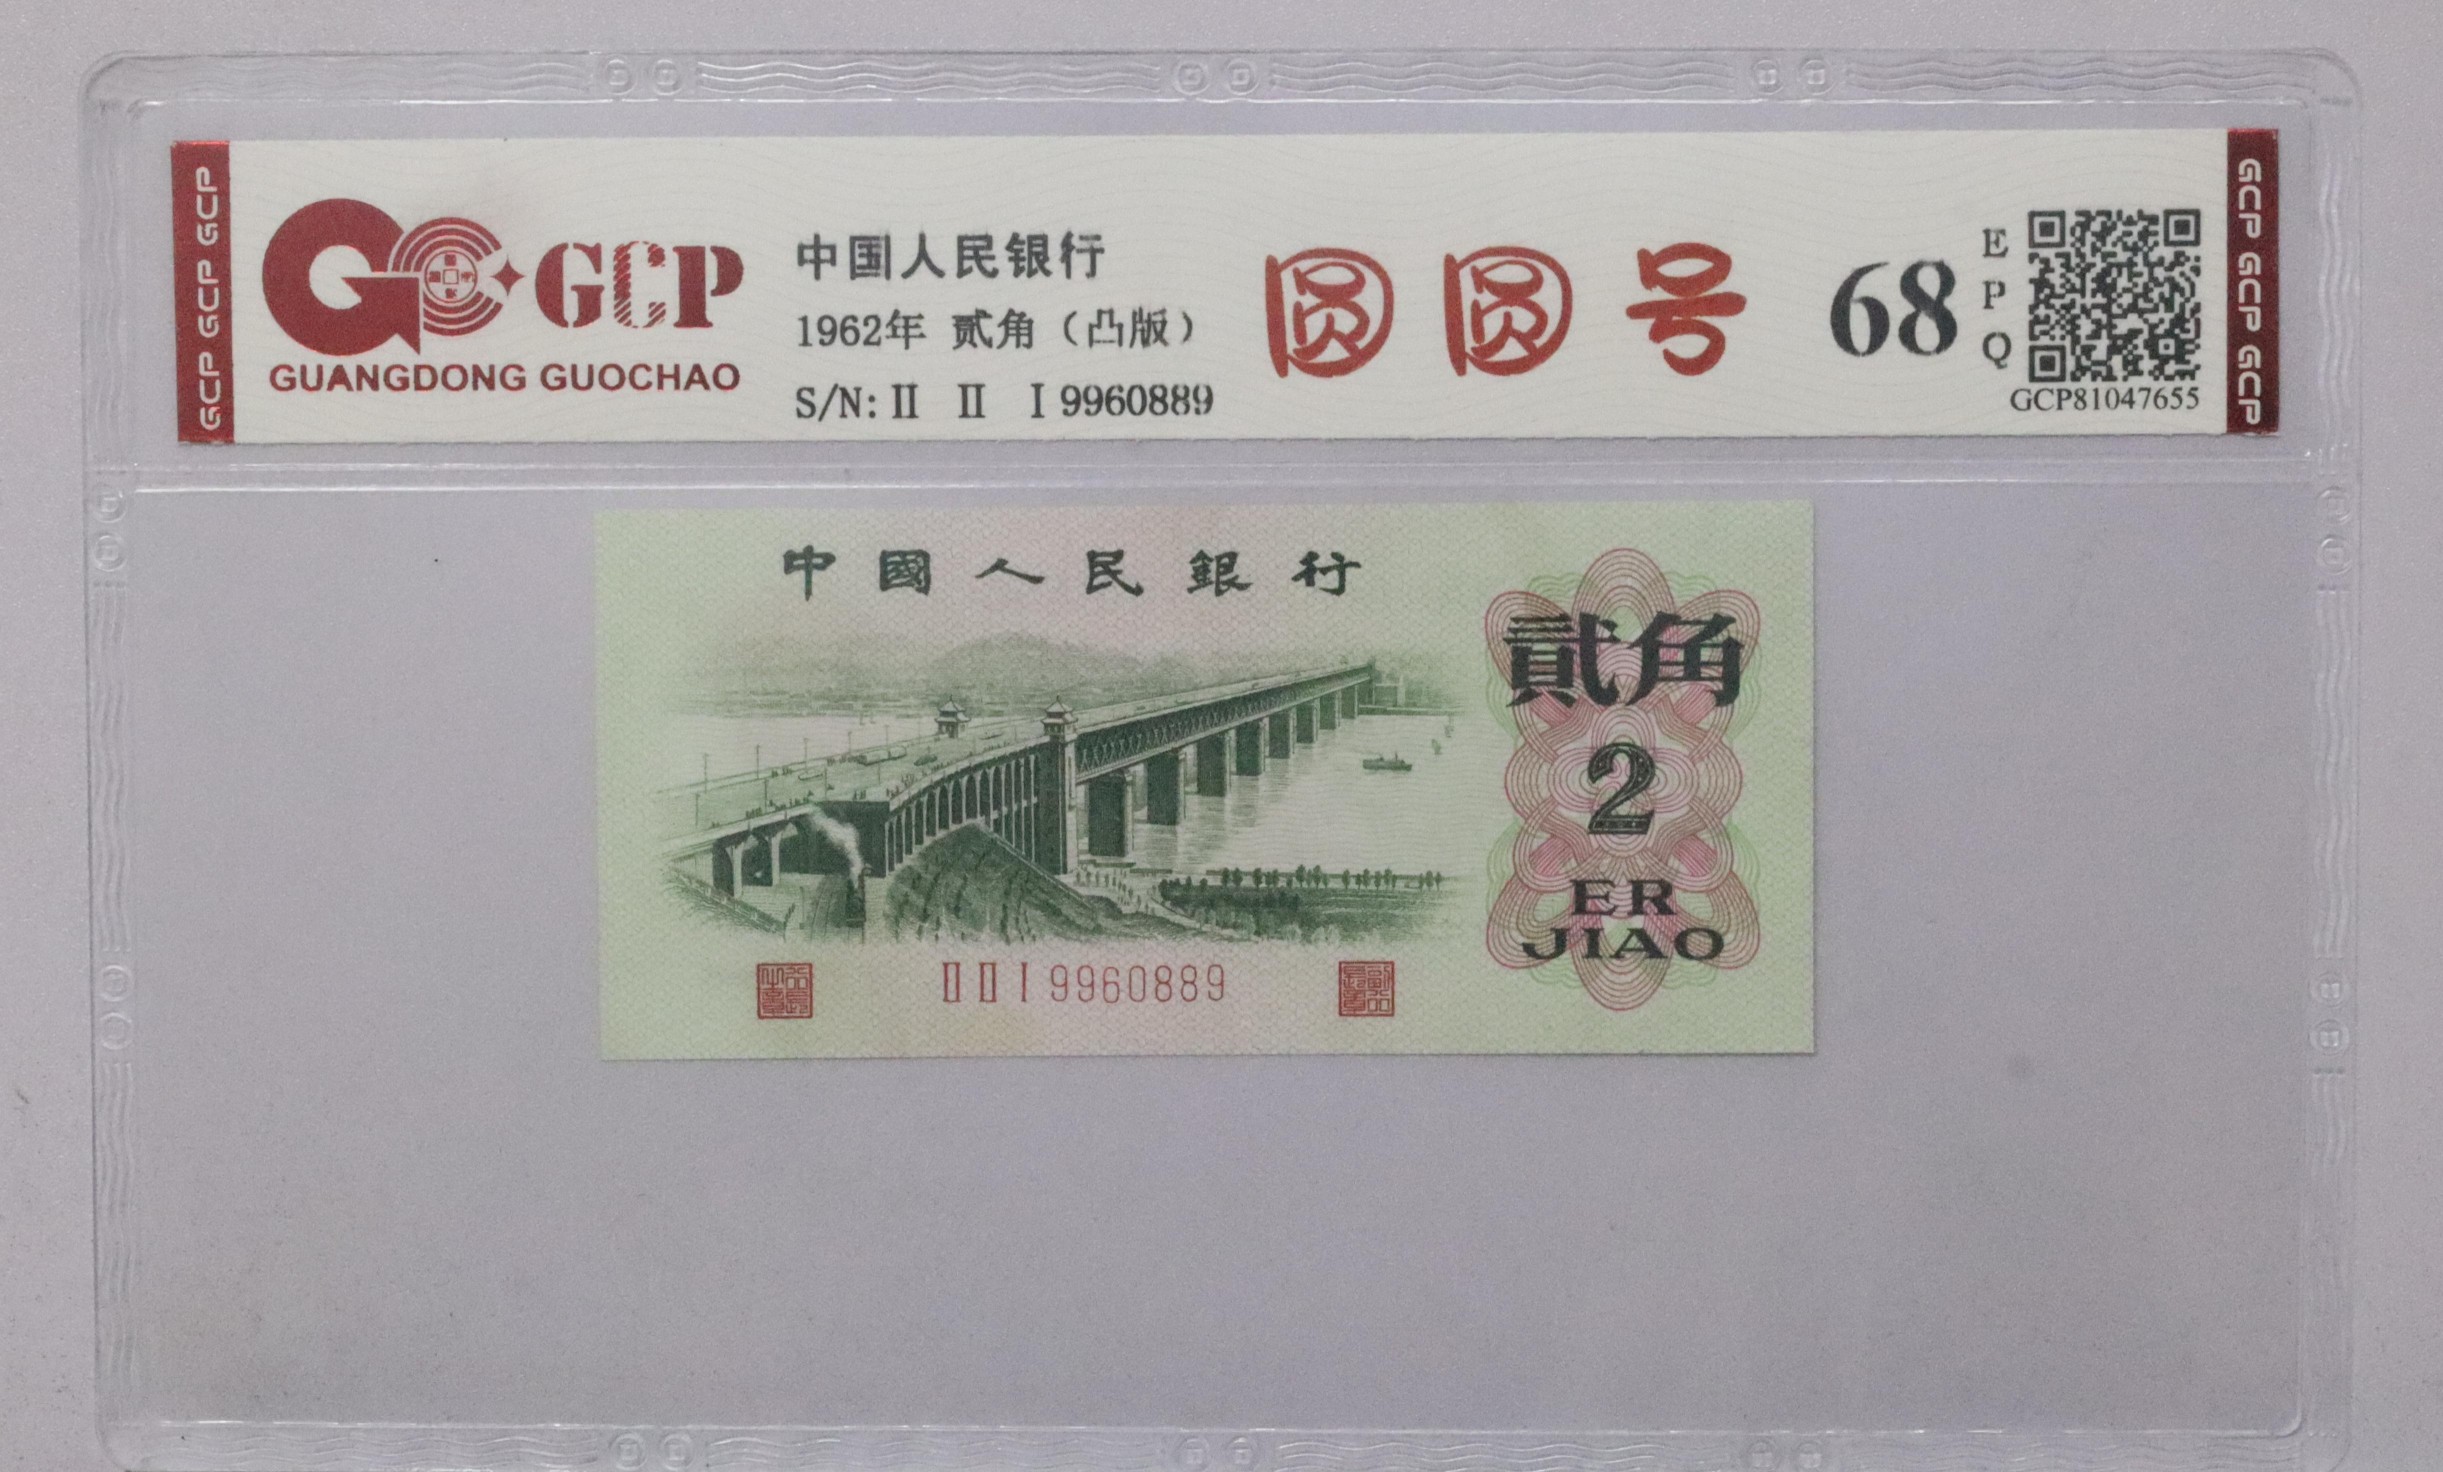 GCP GCP GCP
GCP
GUANGDONG GUOCHAO
中国人民银行
1962年 贰角（凸版）
S/N: II II I 9960889
圆圆号
68
EPQ
GCP81047655
GCP GCP GCP
中國人民銀行
貳角
2
ER
JIAO
II II I 9960889